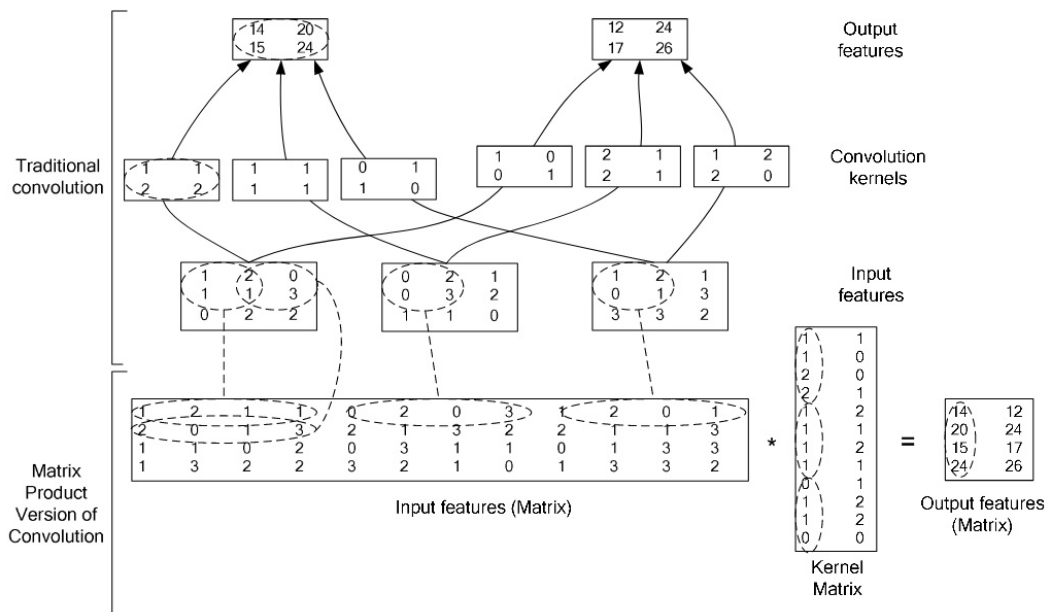 14 20
15 24
12 24
17 26
Output
features
Traditional
convolution
1 1
2 2
1 1
1 1
0 1
1 0
1 0
0 1
2 1
2 1
1 2
2 0
Convolution
kernels
1 2 0
1 1 3
0 2 2
0 2 1
0 3 2
1 1 0
1 2 1
0 1 3
3 3 2
Input
features
Matrix
Product
Version of
Convolution
1 2 1 1 0 2 0 3 1 2 0 1
2 0 1 3 2 1 3 2 2 1 1 3
1 1 0 2 0 3 1 1 0 1 3 3
1 3 2 2 3 2 1 0 1 3 3 2
Input features (Matrix)
*
1 1
1 0
2 0
2 1
1 2
1 1
1 2
1 1
0 1
1 2
1 2
0 0
Kernel
Matrix
=
14 12
20 24
15 17
24 26
Output features
(Matrix)